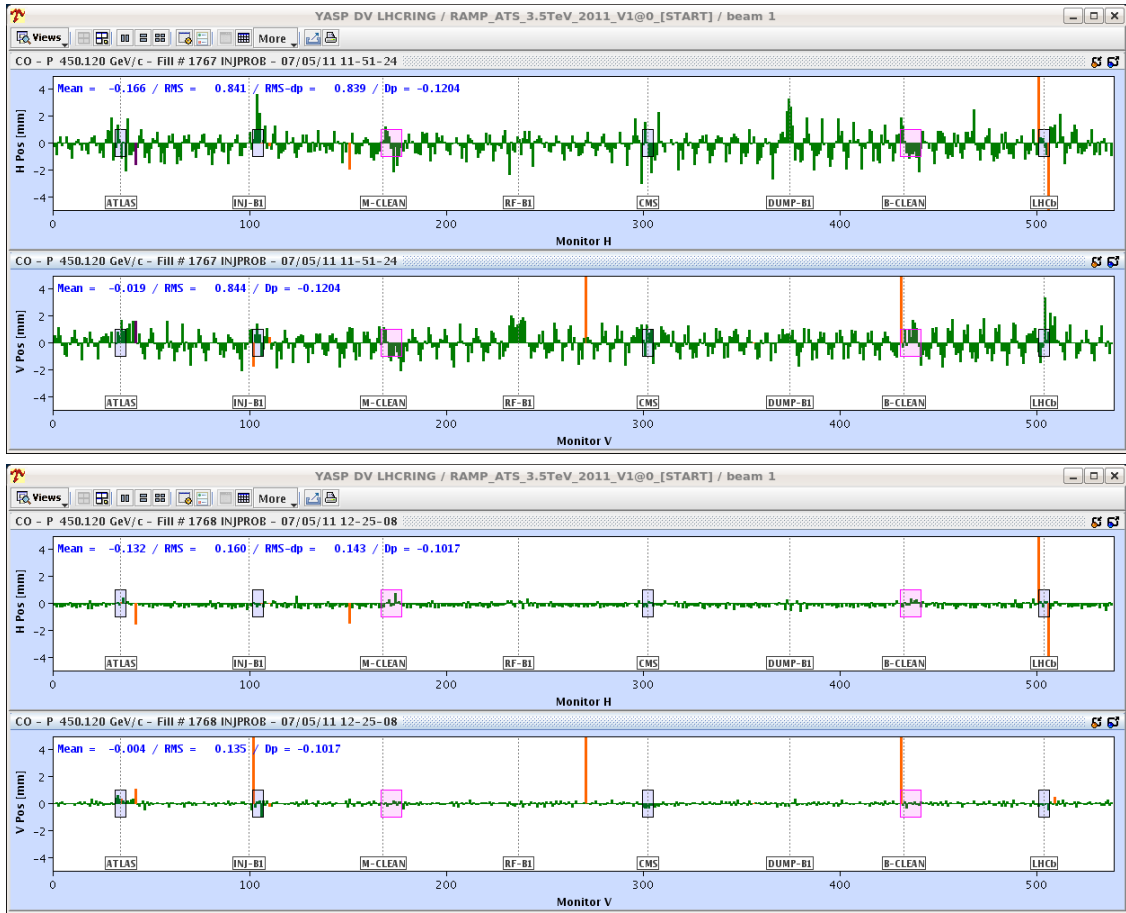 YASP DV LHCRING / RAMP_ATS_3.5TeV_2011_V1@0_[START] / beam 1
Views More
CO - P 450.120 GeV/c - Fill # 1767 INJPROB - 07/05/11 11-51-24
Mean = -0.166 / RMS = 0.841 / RMS-dp = 0.839 / Dp = -0.1204
H Pos [mm]
4
2
0
-2
-4
ATLAS INJ-B1 M-CLEAN RF-B1 CMS DUMP-B1 B-CLEAN LHCb
0 100 200 300 400 500
Monitor H
CO - P 450.120 GeV/c - Fill # 1767 INJPROB - 07/05/11 11-51-24
Mean = -0.019 / RMS = 0.844 / Dp = -0.1204
V Pos [mm]
4
2
0
-2
-4
ATLAS INJ-B1 M-CLEAN RF-B1 CMS DUMP-B1 B-CLEAN LHCb
0 100 200 300 400 500
Monitor V
YASP DV LHCRING / RAMP_ATS_3.5TeV_2011_V1@0_[START] / beam 1
Views More
CO - P 450.120 GeV/c - Fill # 1768 INJPROB - 07/05/11 12-25-08
Mean = -0.132 / RMS = 0.160 / RMS-dp = 0.143 / Dp = -0.1017
H Pos [mm]
4
2
0
-2
-4
ATLAS INJ-B1 M-CLEAN RF-B1 CMS DUMP-B1 B-CLEAN LHCb
0 100 200 300 400 500
Monitor H
CO - P 450.120 GeV/c - Fill # 1768 INJPROB - 07/05/11 12-25-08
Mean = -0.004 / RMS = 0.135 / Dp = -0.1017
V Pos [mm]
4
2
0
-2
-4
ATLAS INJ-B1 M-CLEAN RF-B1 CMS DUMP-B1 B-CLEAN LHCb
0 100 200 300 400 500
Monitor V